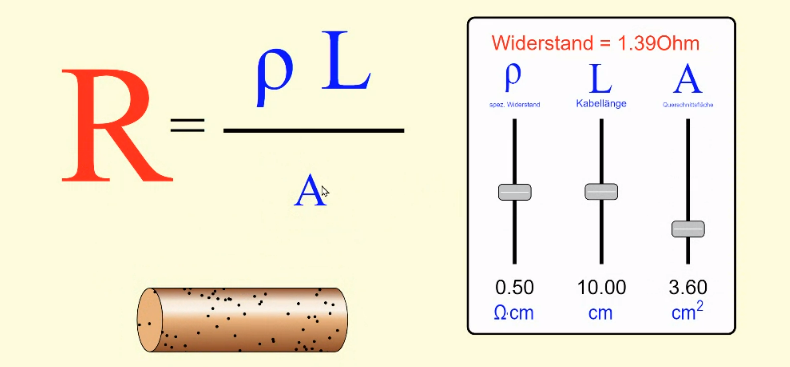 R = ρ L
A
Widerstand = 1.39Ohm
ρ L A
spez. Widerstand Kabellänge Querschnittsfläche
0.50 10.00 3.60
Ω·cm cm cm²